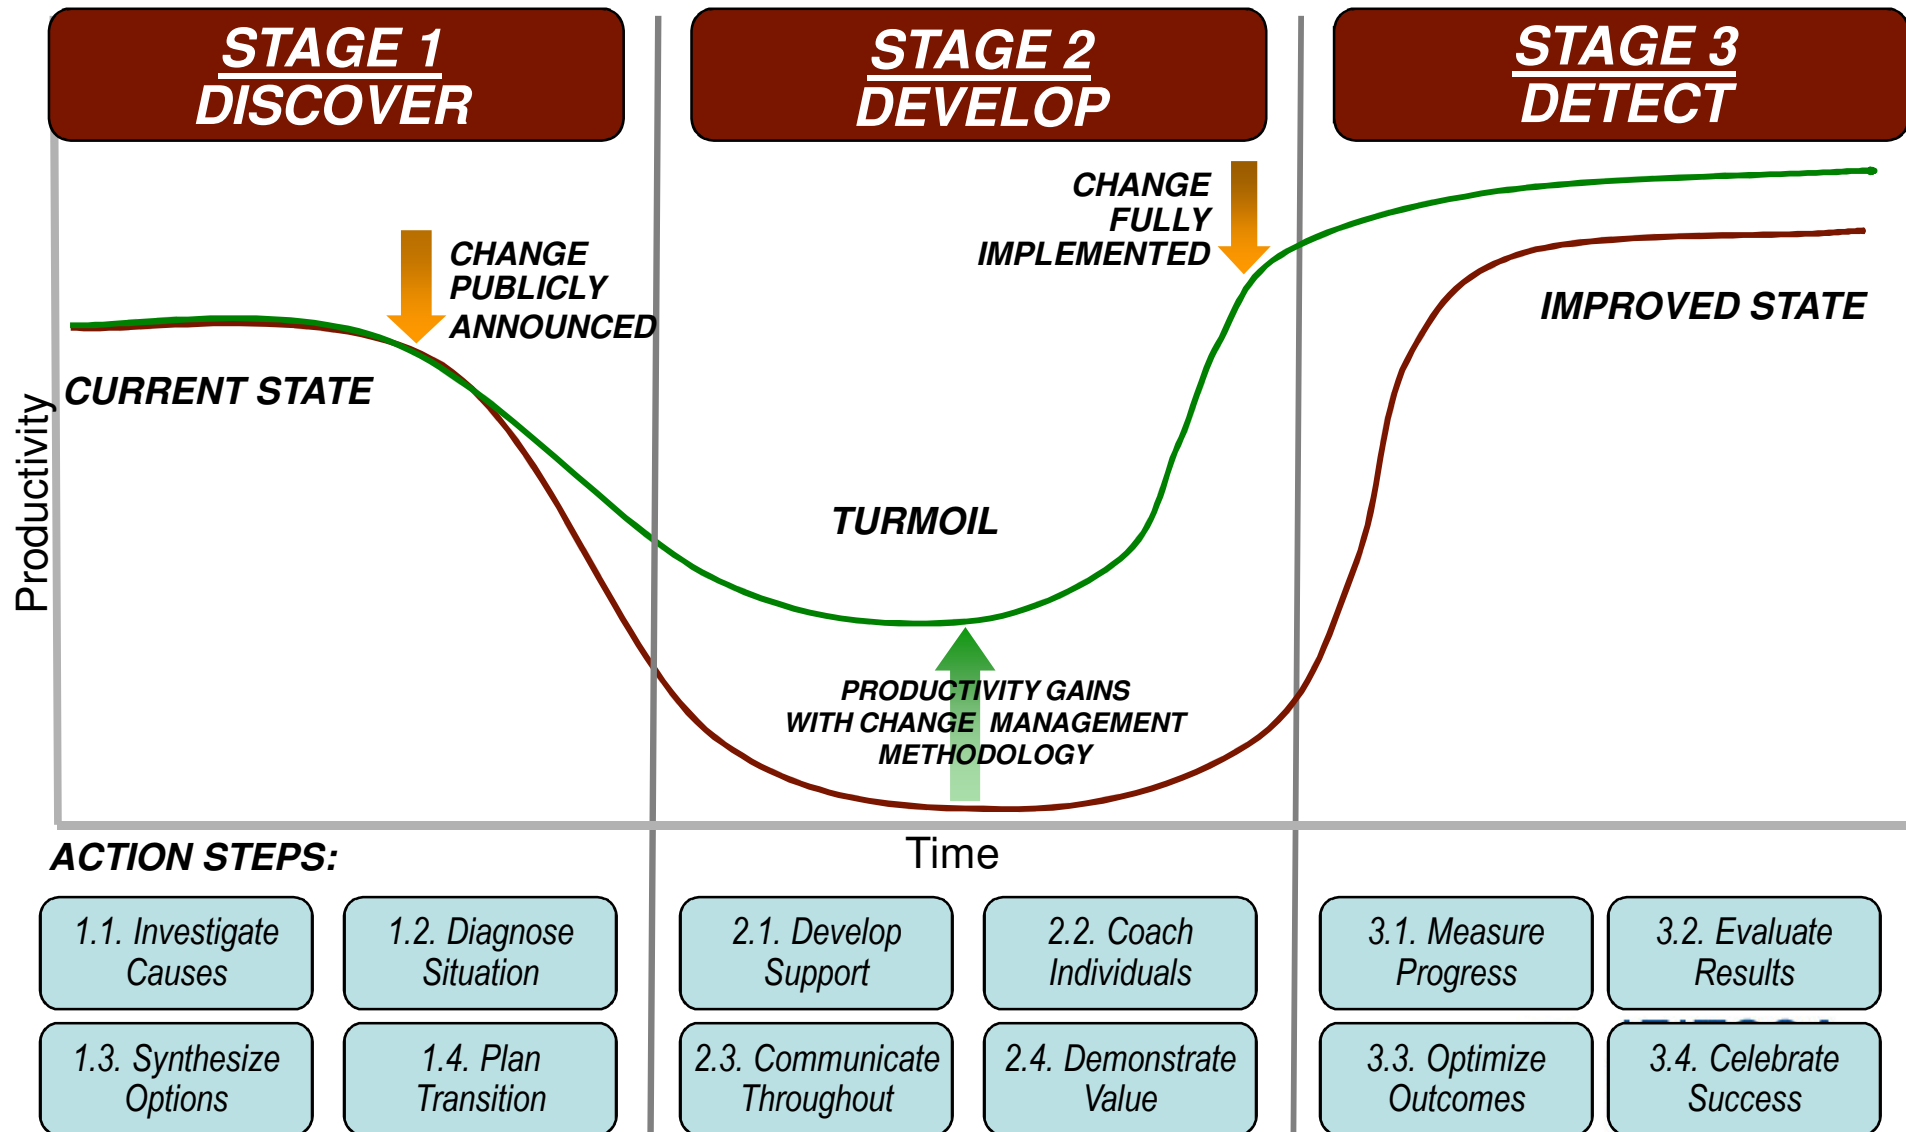 STAGE 1
DISCOVER
STAGE 2
DEVELOP
STAGE 3
DETECT
CHANGE
PUBLICLY
ANNOUNCED
CHANGE
FULLY
IMPLEMENTED
CURRENT STATE
IMPROVED STATE
TURMOIL
PRODUCTIVITY GAINS
WITH CHANGE MANAGEMENT
METHODOLOGY
Productivity
Time
ACTION STEPS:
1.1. Investigate
Causes
1.2. Diagnose
Situation
2.1. Develop
Support
2.2. Coach
Individuals
3.1. Measure
Progress
3.2. Evaluate
Results
1.3. Synthesize
Options
1.4. Plan
Transition
2.3. Communicate
Throughout
2.4. Demonstrate
Value
3.3. Optimize
Outcomes
3.4. Celebrate
Success